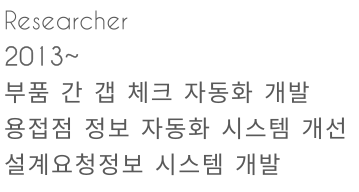 Researcher
2013~
부품 간 갭 체크 자동화 개발
용접점 정보 자동화 시스템 개선
설계요청정보 시스템 개발